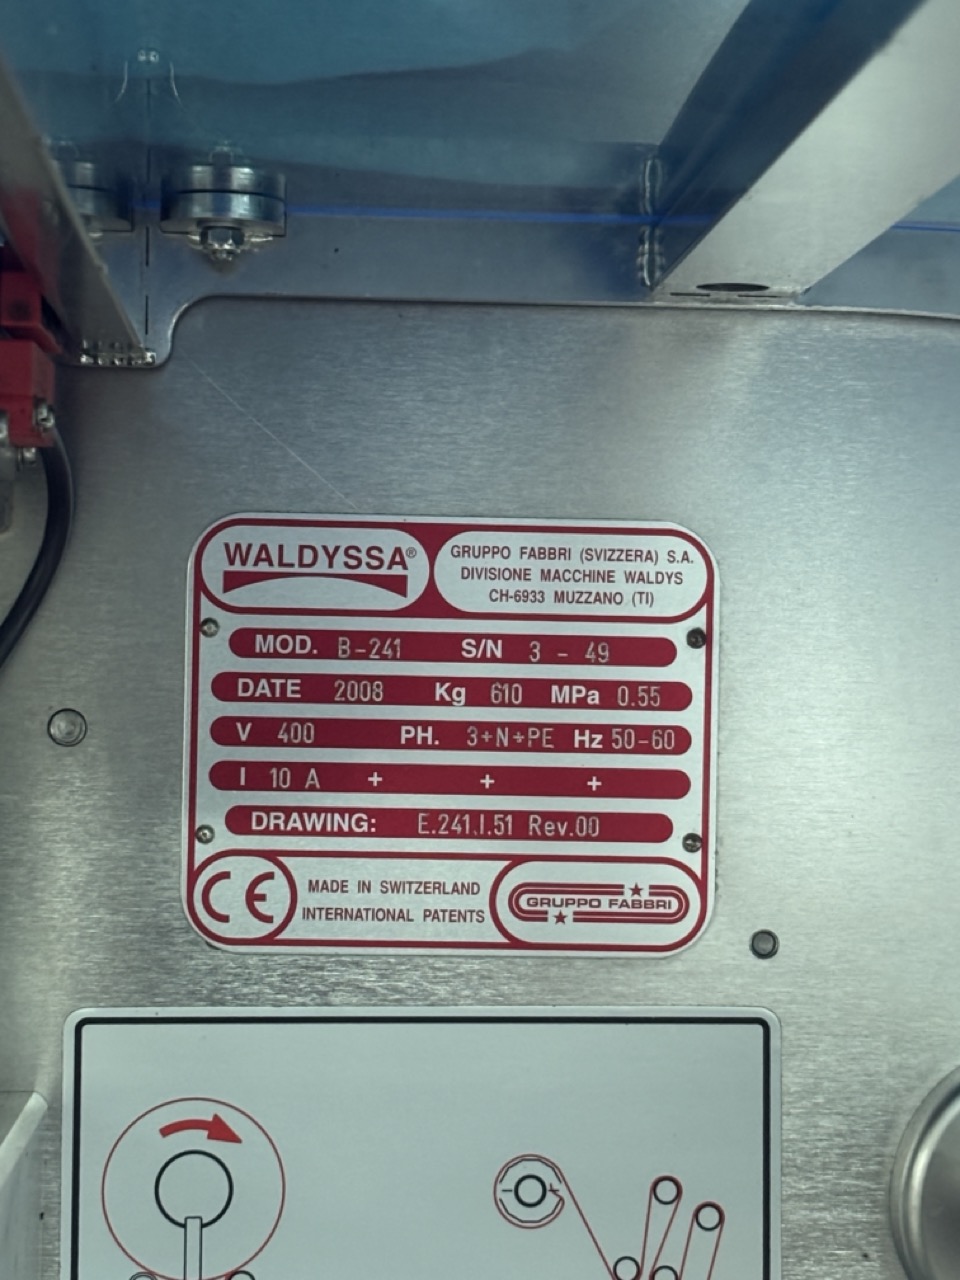 WALDYSSA®
GRUPPO FABBRI (SVIZZERA) S.A.
DIVISIONE MACCHINE WALDYS
CH-6933 MUZZANO (TI)
MOD. B-241 S/N 3 - 49
DATE 2008 Kg 610 MPa 0.55
V 400 PH. 3+N+PE Hz 50-60
I 10 A + + +
DRAWING: E.241.I.51 Rev.00
CE
MADE IN SWITZERLAND
INTERNATIONAL PATENTS
GRUPPO FABBRI